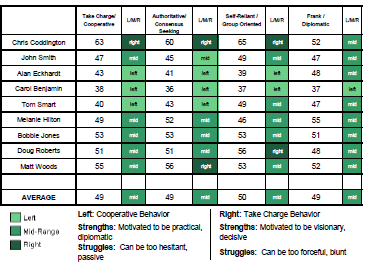 Take Charge/ Cooperative L/M/R Authoritative/ Consensus Seeking L/M/R Self-Reliant / Group Oriented L/M/R Frank / Diplomatic L/M/R
Chris Coddington 63 right 60 right 65 right 52 mid
John Smith 47 mid 45 mid 49 mid 47 mid
Alan Eckhardt 43 left 41 left 39 left 48 mid
Carol Benjamin 38 left 36 left 37 left 37 left
Tom Smart 40 left 43 left 49 mid 47 mid
Melanie Hilton 49 mid 52 mid 46 mid 55 mid
Bobbie Jones 53 mid 53 mid 53 mid 51 mid
Doug Roberts 51 mid 51 mid 56 right 48 mid
Matt Woods 55 mid 56 right 53 mid 52 mid
AVERAGE 49 mid 49 mid 50 mid 49 mid
Left
Mid-Range
Right
Left: Cooperative Behavior
Strengths: Motivated to be practical, diplomatic
Struggles: Can be too hesitant, passive
Right: Take Charge Behavior
Strengths: Motivated to be visionary, decisive
Struggles: Can be too forceful, blunt